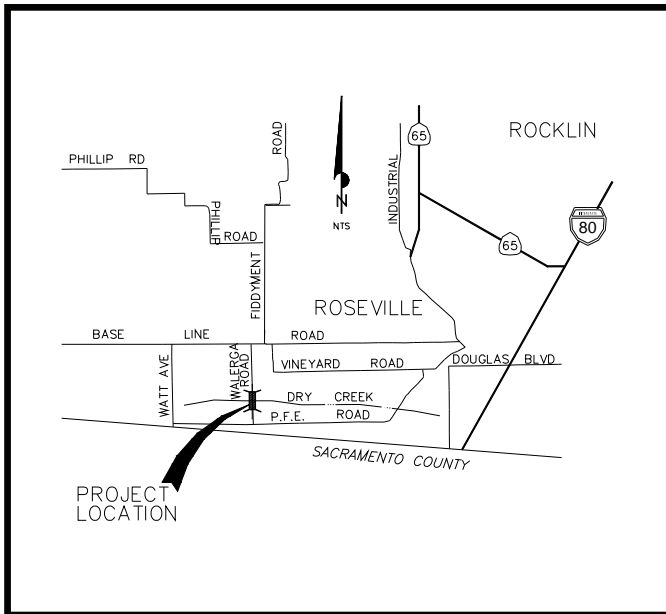 ROCKLIN
65
ROAD
PHILLIP RD
INDUSTRIAL
N
NTS
PHILLIP
ROAD
80
65
FIDDYMENT
ROSEVILLE
BASE LINE ROAD
WATT AVE
WALERGA
ROAD
VINEYARD ROAD
DOUGLAS BLVD
DRY CREEK
P.F.E. ROAD
SACRAMENTO COUNTY
PROJECT
LOCATION